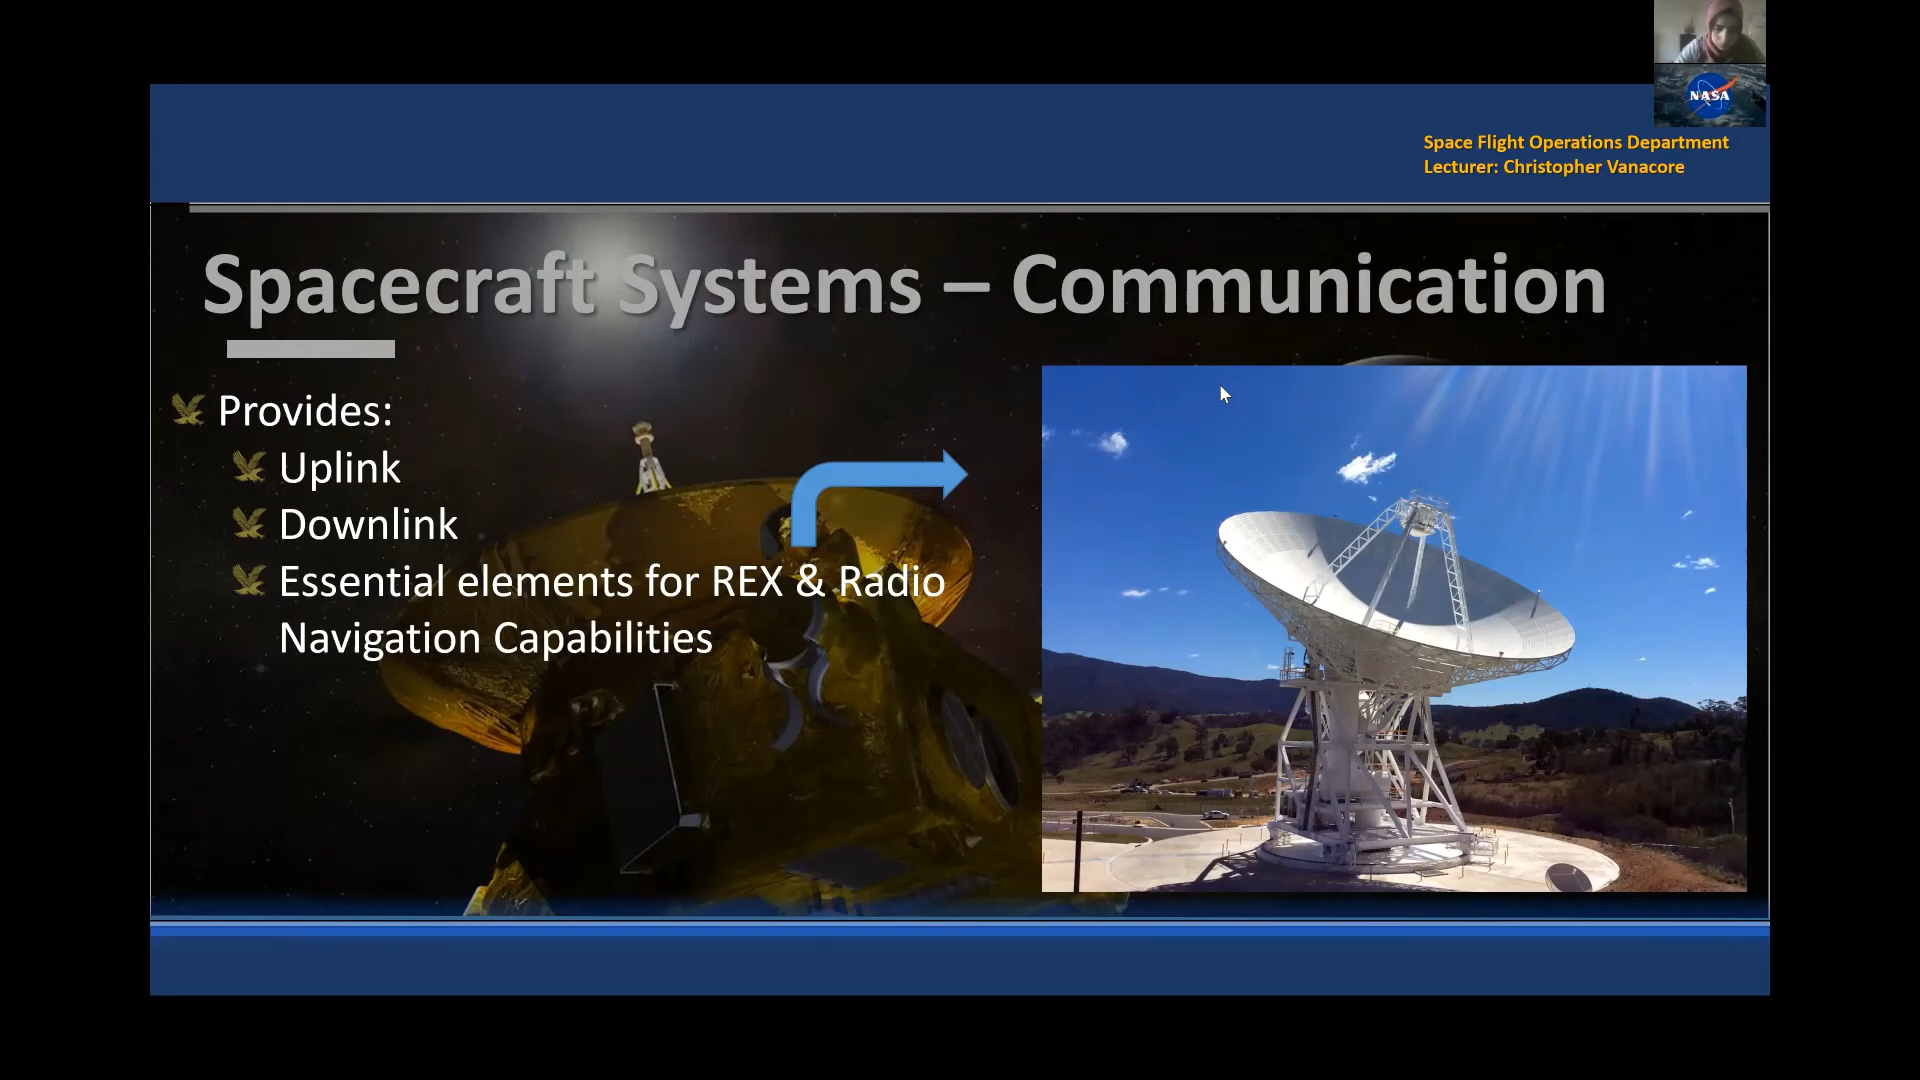 NASA
Space Flight Operations Department
Lecturer: Christopher Vanacore
Spacecraft Systems – Communication
Provides:
Uplink
Downlink
Essential elements for REX & Radio
Navigation Capabilities